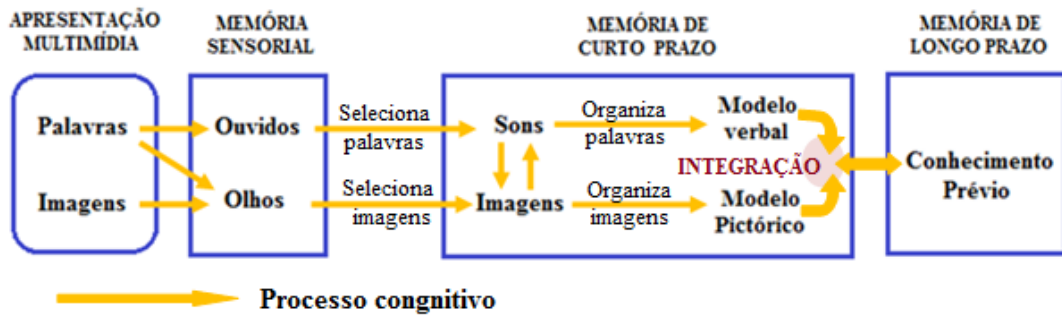 APRESENTAÇÃO
MULTIMÍDIA
MEMÓRIA
SENSORIAL
MEMÓRIA DE
CURTO PRAZO
MEMÓRIA DE
LONGO PRAZO
Palavras
Imagens
Ouvidos
Olhos
Seleciona
palavras
Seleciona
imagens
Sons
Imagens
Organiza
palavras
Organiza
imagens
Modelo
verbal
INTEGRAÇÃO
Modelo
Pictórico
Conhecimento
Prévio
Processo congnitivo